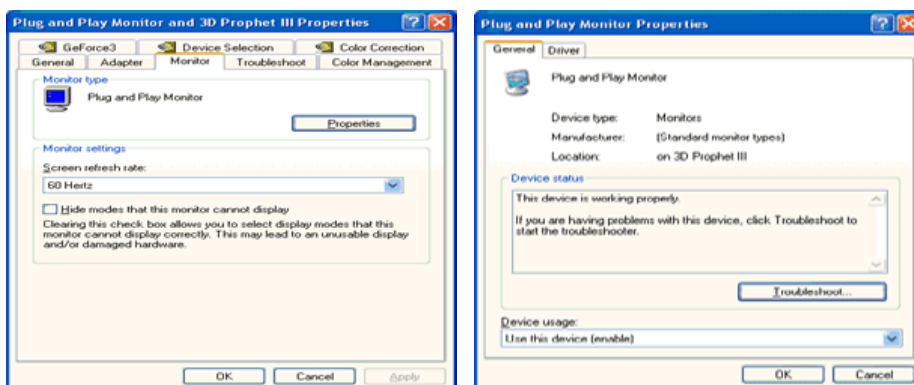 Plug and Play Monitor and 3D Prophet III Properties
GeForce3 Device Selection Color Correction
General Adapter Monitor Troubleshoot Color Management
Monitor type
Plug and Play Monitor
Properties
Monitor settings
Screen refresh rate:
60 Hertz
Hide modes that this monitor cannot display
Clearing this check box allows you to select display modes that this
monitor cannot display correctly. This may lead to an unusable display
and/or damaged hardware.
OK Cancel Apply
Plug and Play Monitor Properties
General Driver
Plug and Play Monitor
Device type: Monitors
Manufacturer: (Standard monitor types)
Location: on 3D Prophet III
Device status
This device is working properly.
If you are having problems with this device, click Troubleshoot to
start the troubleshooter.
Troubleshoot...
Device usage:
Use this device (enable)
OK Cancel